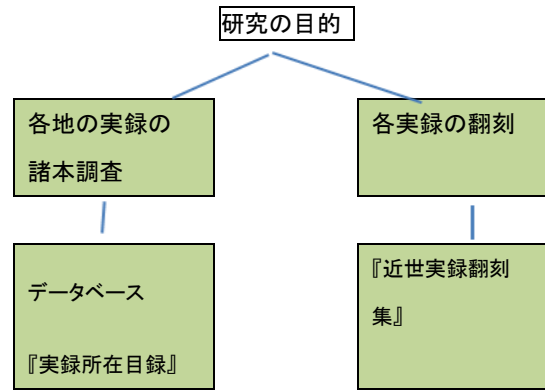 研究の目的
各地の実録の
諸本調査
各実録の翻刻
データベース
『実録所在目録』
『近世実録翻刻
集』